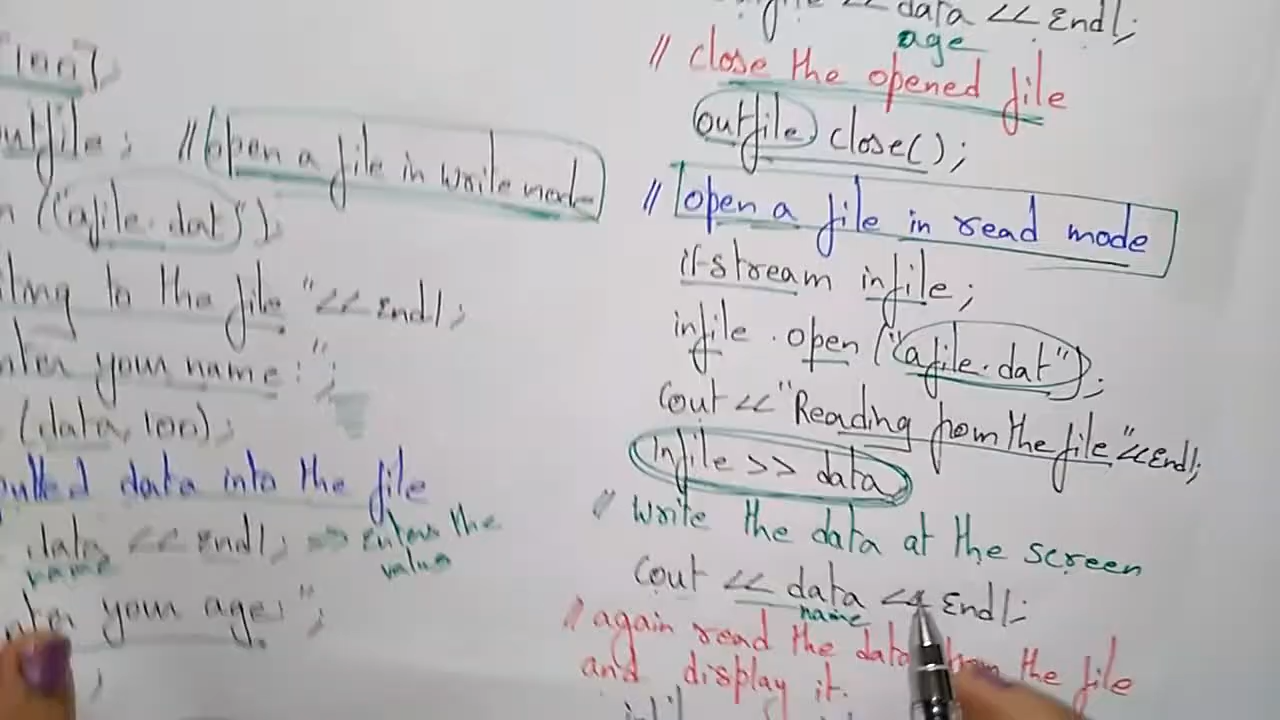 100];
outfile; // open a file in write mode
("afile.dat");
to the file "<<Endl;
your name:";
(data,100);
data into the file
data << Endl; => Enters the
name value
your age:";
;
<< data << Endl;
age
// close the opened file
outfile close();
// open a file in read mode
ifstream infile;
infile .open ("afile.dat");
Cout << "Reading from the file"<<Endl;
Infile >> data
// Write the data at the screen
Cout << data << Endl;
name
// again read the data from the file
and display it.